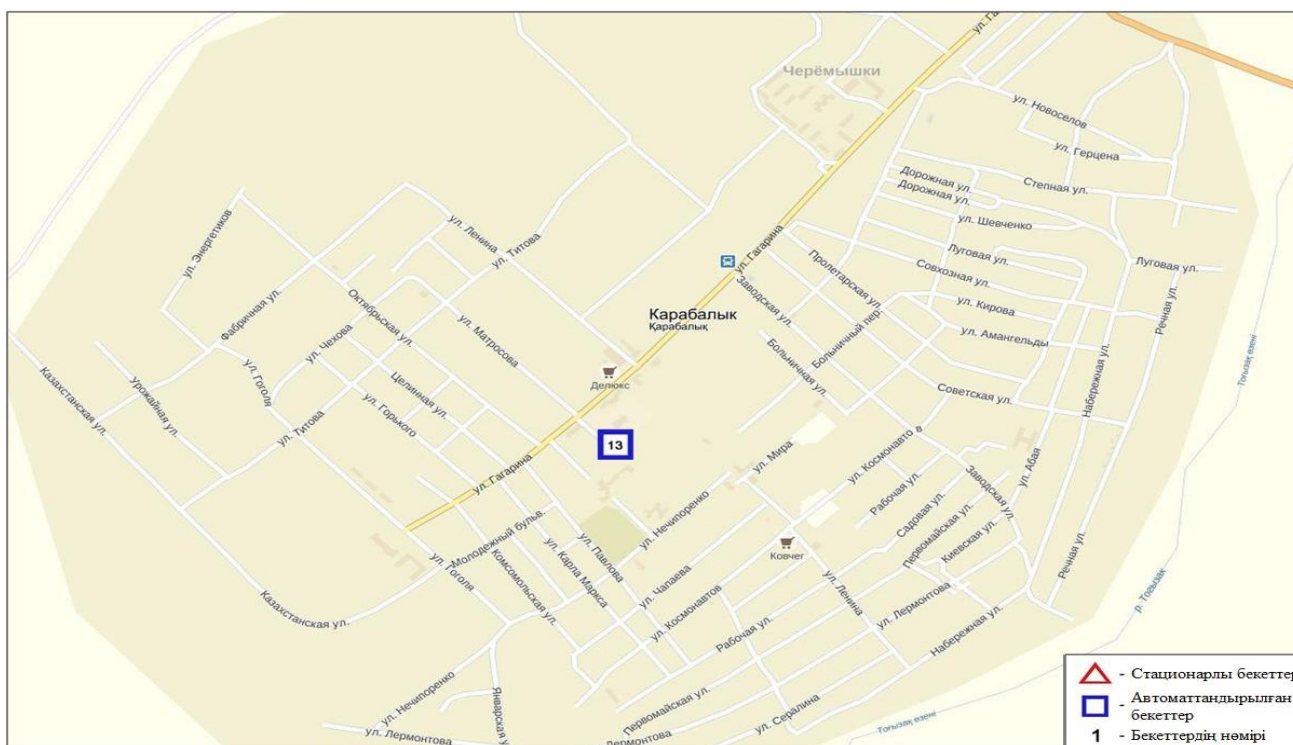 ул. Гага
Черёмышки
ул. Новоселов
ул. Герцена
Степная ул.
Дорожная ул.
Дорожная ул.
ул. Шевченко
ул. Энергетиков
ул. Ленина
ул. Титова
ул. Гагарина
Луговая ул.
Луговая ул.
Совхозная ул.
Пролетарская ул.
Заводская ул.
Фабричная ул.
Октябрьская ул.
ул. Чехова
ул. Матросова
Карабалык
Қарабалық
ул. Кирова
ул. Амангельды
Речная ул.
Больничный пер.
Больничная ул.
Набережная ул.
Тоғызақ өзені
Казахстанская ул.
Урожайная ул.
ул. Гоголя
ул. Титова
ул. Горького
Целинная ул.
Делюкс
Советская ул.
13
ул. Гагарина
ул. Мира
ул. Космонавто в
ул. Абая
Заводская ул.
Рабочая ул.
Садовая ул.
Первомайская ул.
Киевская ул.
ул. Нечипоренко
Молодежный бульв.
ул. Гоголя
Комсомольская ул.
ул. Карла Маркса
ул. Павлова
ул. Чапаева
ул. Космонавтов
Ковчег
ул. Ленина
Речная ул.
р. Тогызак
Казахстанская ул.
Рабочая ул.
ул. Лермонтова
Набережная ул.
ул. Нечипоренко
Январская ул.
Первомайская ул.
ул. Сералина
ул. Лермонтова
Тоғызақ өзені
- Стационарлы бекеттер
- Автоматтандырылған
бекеттер
1 - Бекеттердің нөмірі